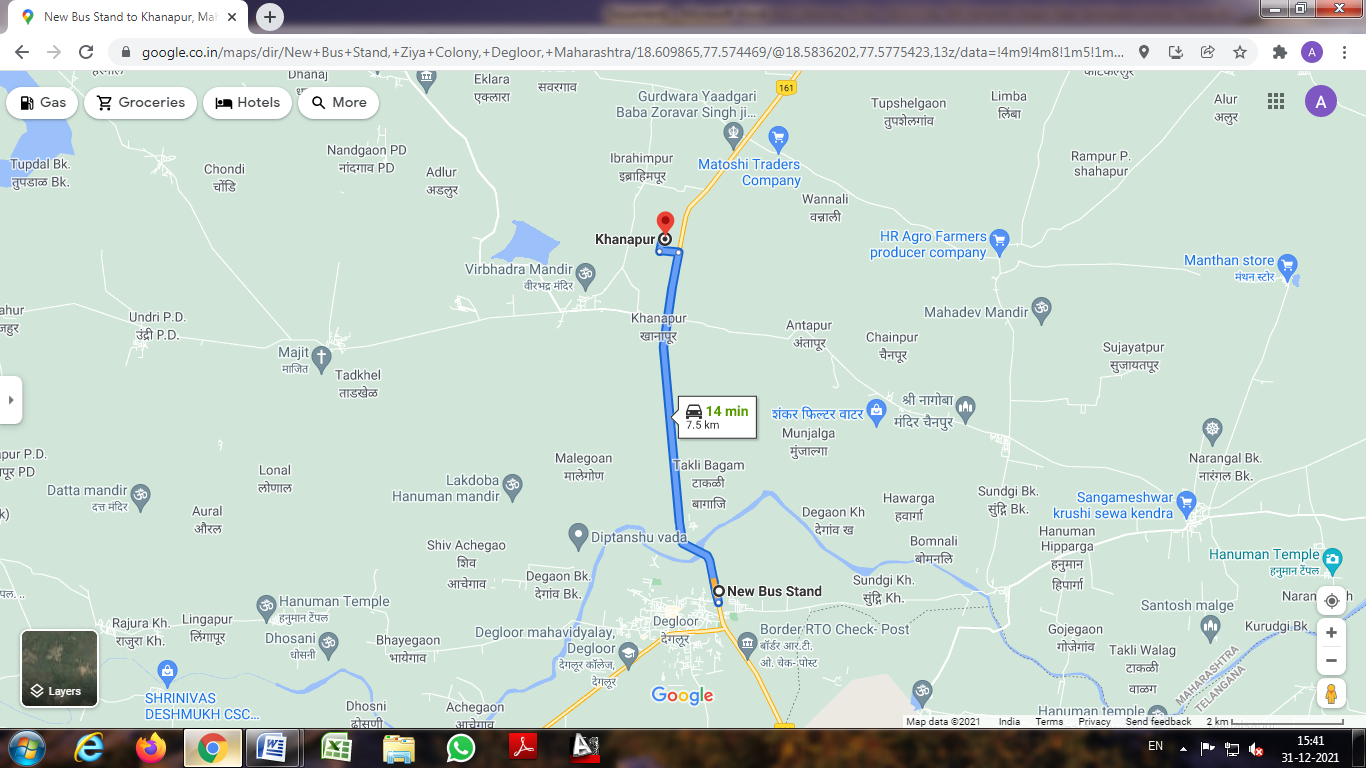 New Bus Stand to Khanapur, Mah
google.co.in/maps/dir/New+Bus+Stand,+Ziya+Colony,+Degloor,+Maharashtra/18.609865,77.574469/@18.5836202,77.5775423,13z/data=!4m9!4m8!1m5!1m...
A
Gas
Groceries
Hotels
More
A
Dhanaj
Eklara
एक्लारा
सवरगाव
161
Gurdwara Yaadgari
Baba Zoravar Singh ji...
Tupshelgaon
तुपशेलगांव
Limba
लिंबा
Alur
अलुर
Matoshi Traders
Company
Tupdal Bk.
तुपडाळ Bk.
Chondi
चोंडि
Nandgaon PD
नांदगाव PD
Adlur
अडलुर
Ibrahimpur
इब्राहिमपूर
Rampur P.
shahapur
Wannali
वन्नाली
Khanapur
HR Agro Farmers
producer company
Manthan store
मंथन स्टोर
Virbhadra Mandir
वीरभद्र मंदिर
Undri P.D.
उंद्री P.D.
Khanapur
खानापूर
Mahadev Mandir
Antapur
अंतापूर
Chainpur
चैनपूर
Sujayatpur
सुजायतपूर
Majit
माजित
Tadkhel
ताडखेळ
14 min
7.5 km
शंकर फिल्टर वाटर
श्री नागोबा
मंदिर चैनपुर
Munjalga
मुंजाल्गा
Malegoan
मालेगोण
Takli Bagam
टाकळी
बागाजि
Narangal Bk.
नारंगल Bk.
Lonal
लोणाल
Lakdoba
Hanuman mandir
Datta mandir
दत्त मंदिर
Aural
औरल
Hawarga
हवार्गा
Sundgi Bk.
सुंद्गि Bk.
Sangameshwar
krushi sewa kendra
Degaon Kh
देगांव ख
Hanuman
Hipparga
हनुमान
हिपार्गा
Diptanshu vada
Shiv Achegao
शिव
आचेगाव
Bomnali
बोमनलि
Hanuman Temple
हनुमान टेंपल
Degaon Bk.
देगांव Bk.
New Bus Stand
Sundgi Kh.
सुंद्गि Kh.
Hanuman Temple
हनुमान टेंपल
Rajura Kh.
राजुरा Kh.
Lingapur
लिंगापूर
Santosh malge
Degloor
देगलूर
Border RTO Check- Post
बॉर्डर आर.टी.
ओ. चेक-पोस्ट
Kurudgi Bk
Gojegaon
गोजेगांव
Dhosani
धोसनी
Bhayegaon
भायेगाव
Degloor mahavidyalay,
Degloor
देगलूर कॉलेज,
देगलूर
Takli Walag
टाकळी
वाळग
MAHARASHTRA
TELANGANA
Layers
SHRINIVAS
DESHMUKH CSC...
Dhosni
ढोसणी
Achegaon
आचेगाव
Google
Hanuman temple
Map data ©2021
India
Terms
Privacy
Send feedback
2 km
EN
15:41
31-12-2021